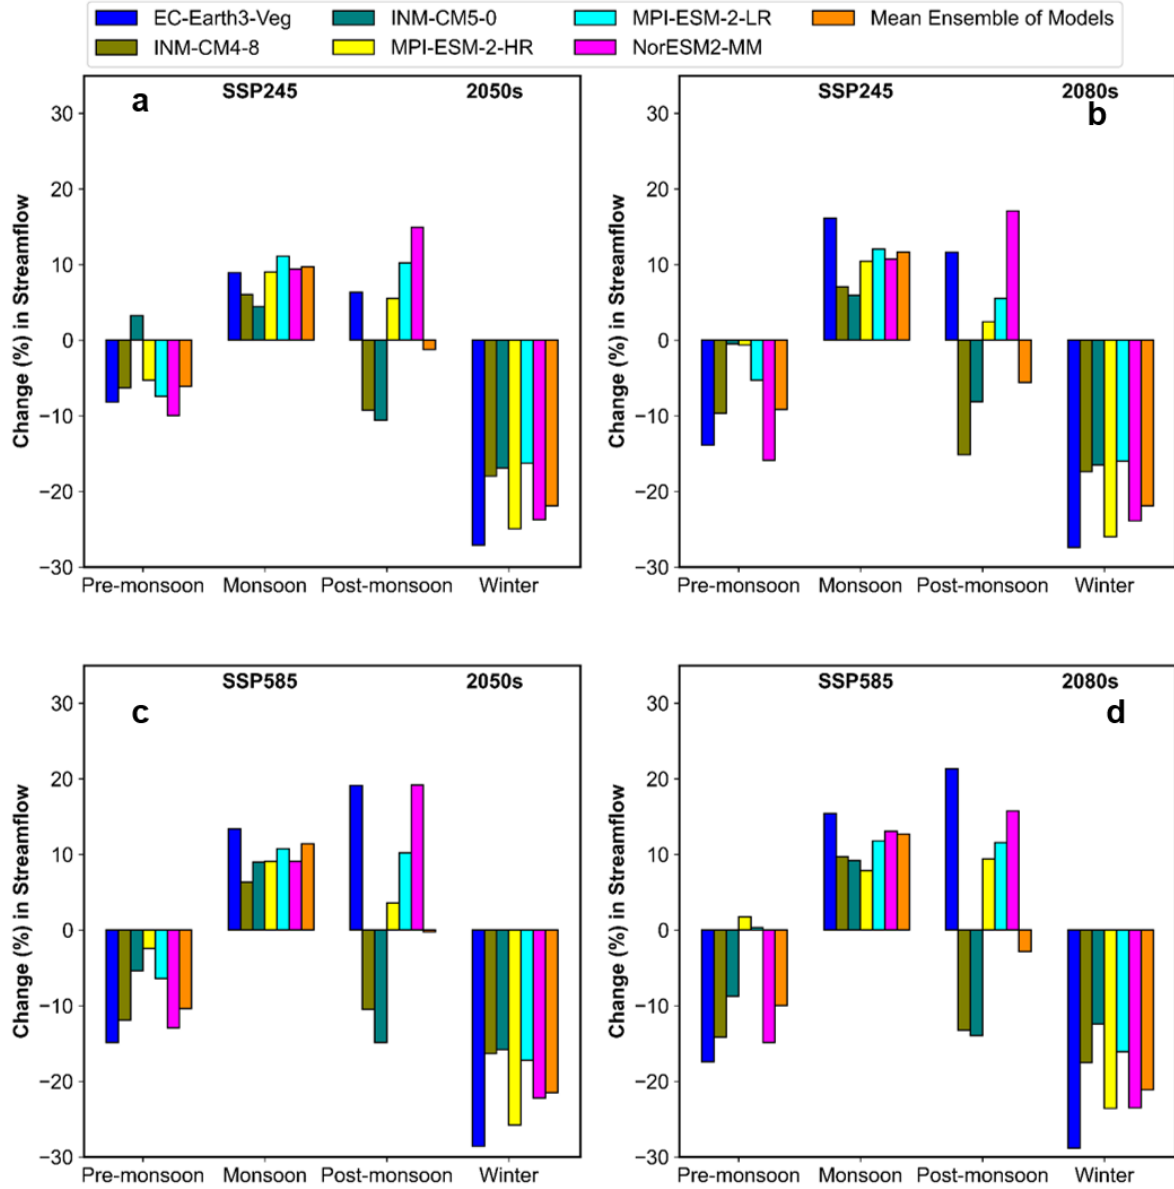 EC-Earth3-Veg INM-CM5-0 MPI-ESM-2-LR Mean Ensemble of Models
INM-CM4-8 MPI-ESM-2-HR NorESM2-MM
a SSP245 2050s
Change (%) in Streamflow
30
20
10
0
−10
−20
−30
Pre-monsoon Monsoon Post-monsoon Winter
SSP245 2080s
b
Change (%) in Streamflow
30
20
10
0
−10
−20
−30
Pre-monsoon Monsoon Post-monsoon Winter
SSP585 2050s
c
Change (%) in Streamflow
30
20
10
0
−10
−20
−30
Pre-monsoon Monsoon Post-monsoon Winter
SSP585 2080s
d
Change (%) in Streamflow
30
20
10
0
−10
−20
−30
Pre-monsoon Monsoon Post-monsoon Winter